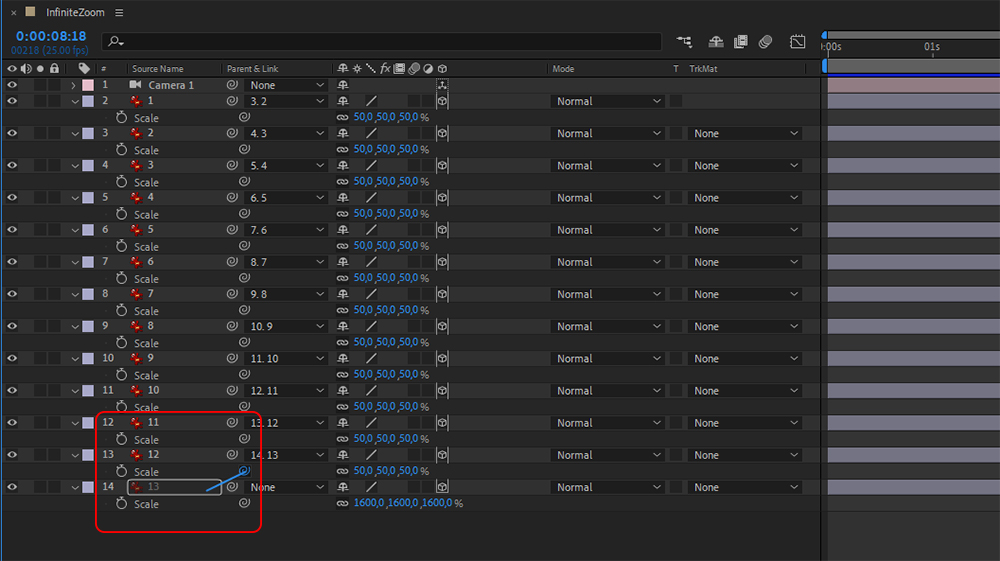 × InfiniteZoom
0:00:08:18
00218 (25.00 fps)
:00s 01s
# Source Name Parent & Link fx Mode T TrkMat
1 Camera 1 None
2 1 3. 2 Normal
Scale 50,0,50,0,50,0 %
3 2 4. 3 Normal None
Scale 50,0,50,0,50,0 %
4 3 5. 4 Normal None
Scale 50,0,50,0,50,0 %
5 4 6. 5 Normal None
Scale 50,0,50,0,50,0 %
6 5 7. 6 Normal None
Scale 50,0,50,0,50,0 %
7 6 8. 7 Normal None
Scale 50,0,50,0,50,0 %
8 7 9. 8 Normal None
Scale 50,0,50,0,50,0 %
9 8 10. 9 Normal None
Scale 50,0,50,0,50,0 %
10 9 11. 10 Normal None
Scale 50,0,50,0,50,0 %
11 10 12. 11 Normal None
Scale 50,0,50,0,50,0 %
12 11 13. 12 Normal None
Scale 50,0,50,0,50,0 %
13 12 14. 13 Normal None
Scale 50,0,50,0,50,0 %
14 13 None Normal None
Scale 1600,0,1600,0,1600,0 %